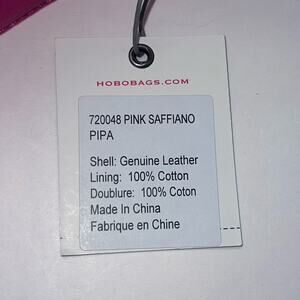 HOBOBAGS.COM
720048 PINK SAFFIANO
PIPA
Shell: Genuine Leather
Lining: 100% Cotton
Doublure: 100% Coton
Made In China
Fabrique en Chine